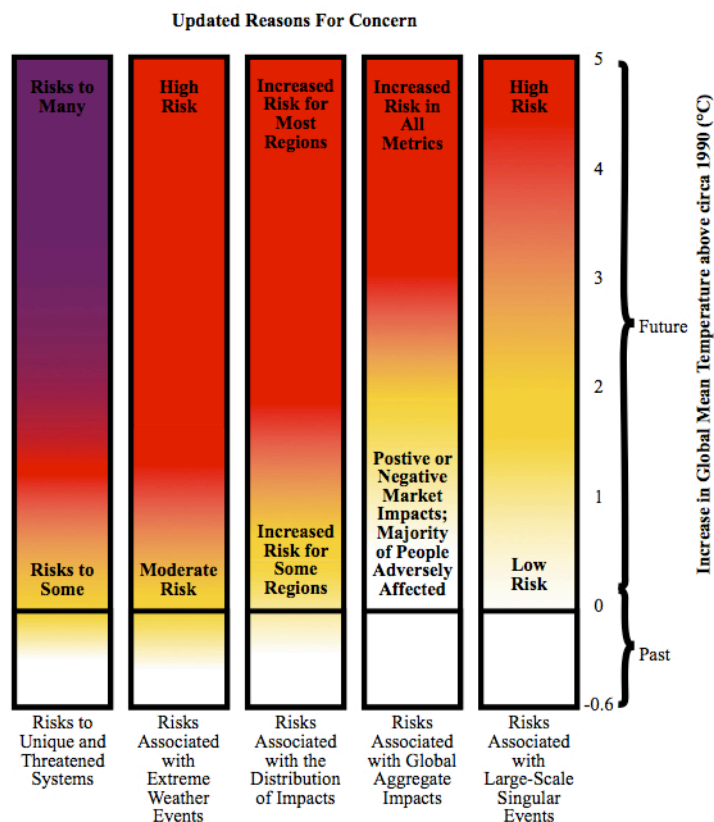 Updated Reasons For Concern
Risks to
Many
High
Risk
Increased
Risk for
Most
Regions
Increased
Risk in
All
Metrics
High
Risk
Risks to
Some
Moderate
Risk
Increased
Risk for
Some
Regions
Postive or
Negative
Market
Impacts;
Majority
of People
Adversely
Affected
Low
Risk
5
4
3
2
1
0
-0.6
Future
Past
Increase in Global Mean Temperature above circa 1990 (°C)
Risks to
Unique and
Threatened
Systems
Risks
Associated
with
Extreme
Weather
Events
Risks
Associated
with the
Distribution
of Impacts
Risks
Associated
with Global
Aggregate
Impacts
Risks
Associated
with
Large-Scale
Singular
Events